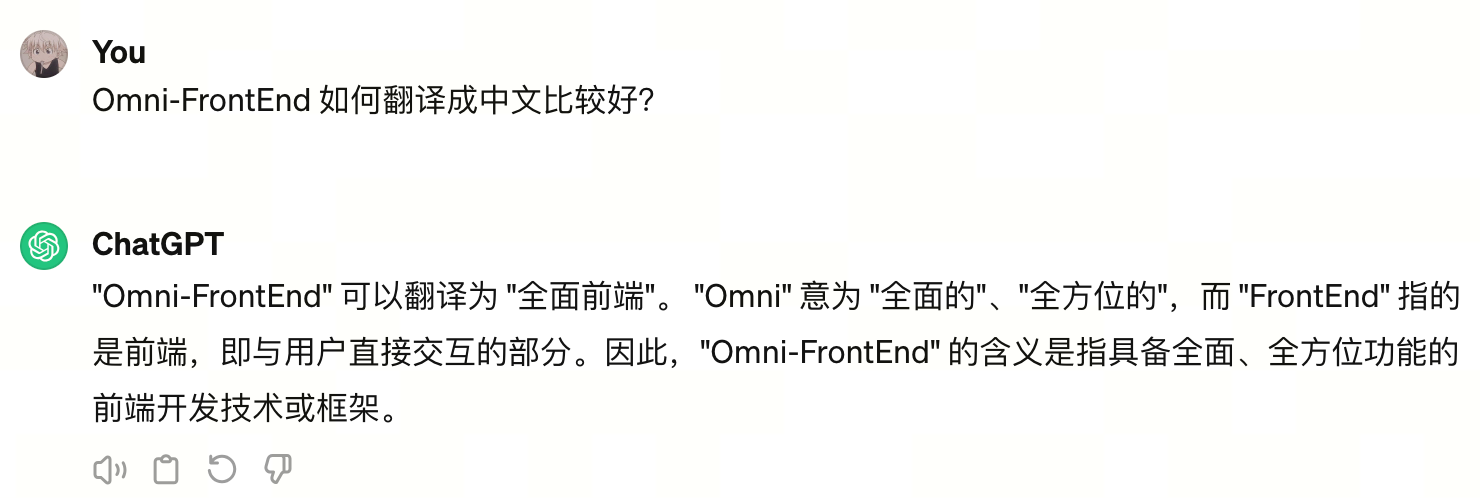 You
Omni-FrontEnd 如何翻译成中文比较好？
ChatGPT
"Omni-FrontEnd" 可以翻译为 "全面前端"。 "Omni" 意为 "全面的"、"全方位的"，而 "FrontEnd" 指的
是前端，即与用户直接交互的部分。因此，"Omni-FrontEnd" 的含义是指具备全面、全方位功能的
前端开发技术或框架。